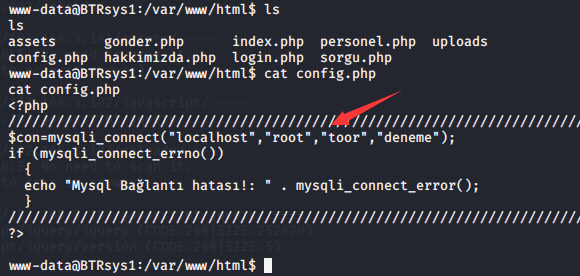 www-data@BTRsys1:/var/www/html$ ls
ls
assets gonder.php index.php personel.php uploads
config.php hakkimizda.php login.php sorgu.php
www-data@BTRsys1:/var/www/html$ cat config.php
cat config.php
<?php
/////////////////////////////////////////////////////////////////////////////////
$con=mysqli_connect("localhost","root","toor","deneme");
if (mysqli_connect_errno())
{
echo "Mysql Bağlantı hatası!: " . mysqli_connect_error();
}
/////////////////////////////////////////////////////////////////////////////////
?>
www-data@BTRsys1:/var/www/html$